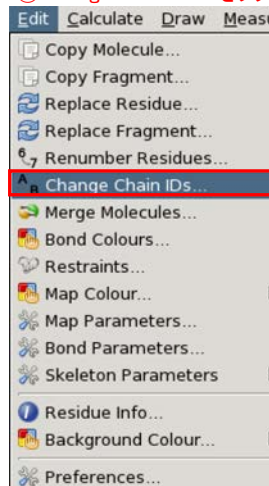 Edit Calculate Draw Measu
Copy Molecule...
Copy Fragment...
Replace Residue...
Replace Fragment...
Renumber Residues...
Change Chain IDs...
Merge Molecules...
Bond Colours...
Restraints...
Map Colour...
Map Parameters...
Bond Parameters...
Skeleton Parameters
Residue Info...
Background Colour...
Preferences...